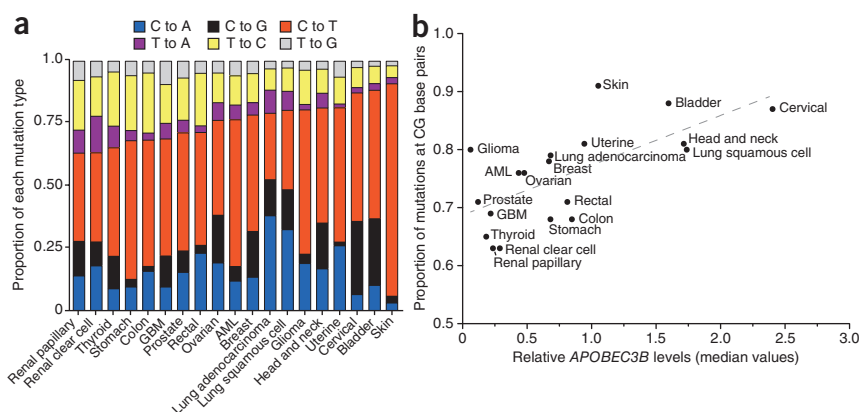 a
C to A C to G C to T
T to A T to C T to G
Proportion of each mutation type
1.0
0.75
0.50
0.25
0
Renal papillary
Renal clear cell
Thyroid
Stomach
Colon
GBM
Prostate
Rectal
Ovarian
AML
Breast
Lung adenocarcinoma
Lung squamous cell
Glioma
Head and neck
Uterine
Cervical
Bladder
Skin
b
Proportion of mutations at CG base pairs
1.0
0.9
0.8
0.7
0.6
0.5
Skin
Bladder
Cervical
Glioma
Uterine
Head and neck
Lung adenocarcinoma
Lung squamous cell
Breast
AML
Ovarian
Prostate
Rectal
GBM
Colon
Stomach
Thyroid
Renal clear cell
Renal papillary
0 0.5 1.0 1.5 2.0 2.5 3.0
Relative APOBEC3B levels (median values)